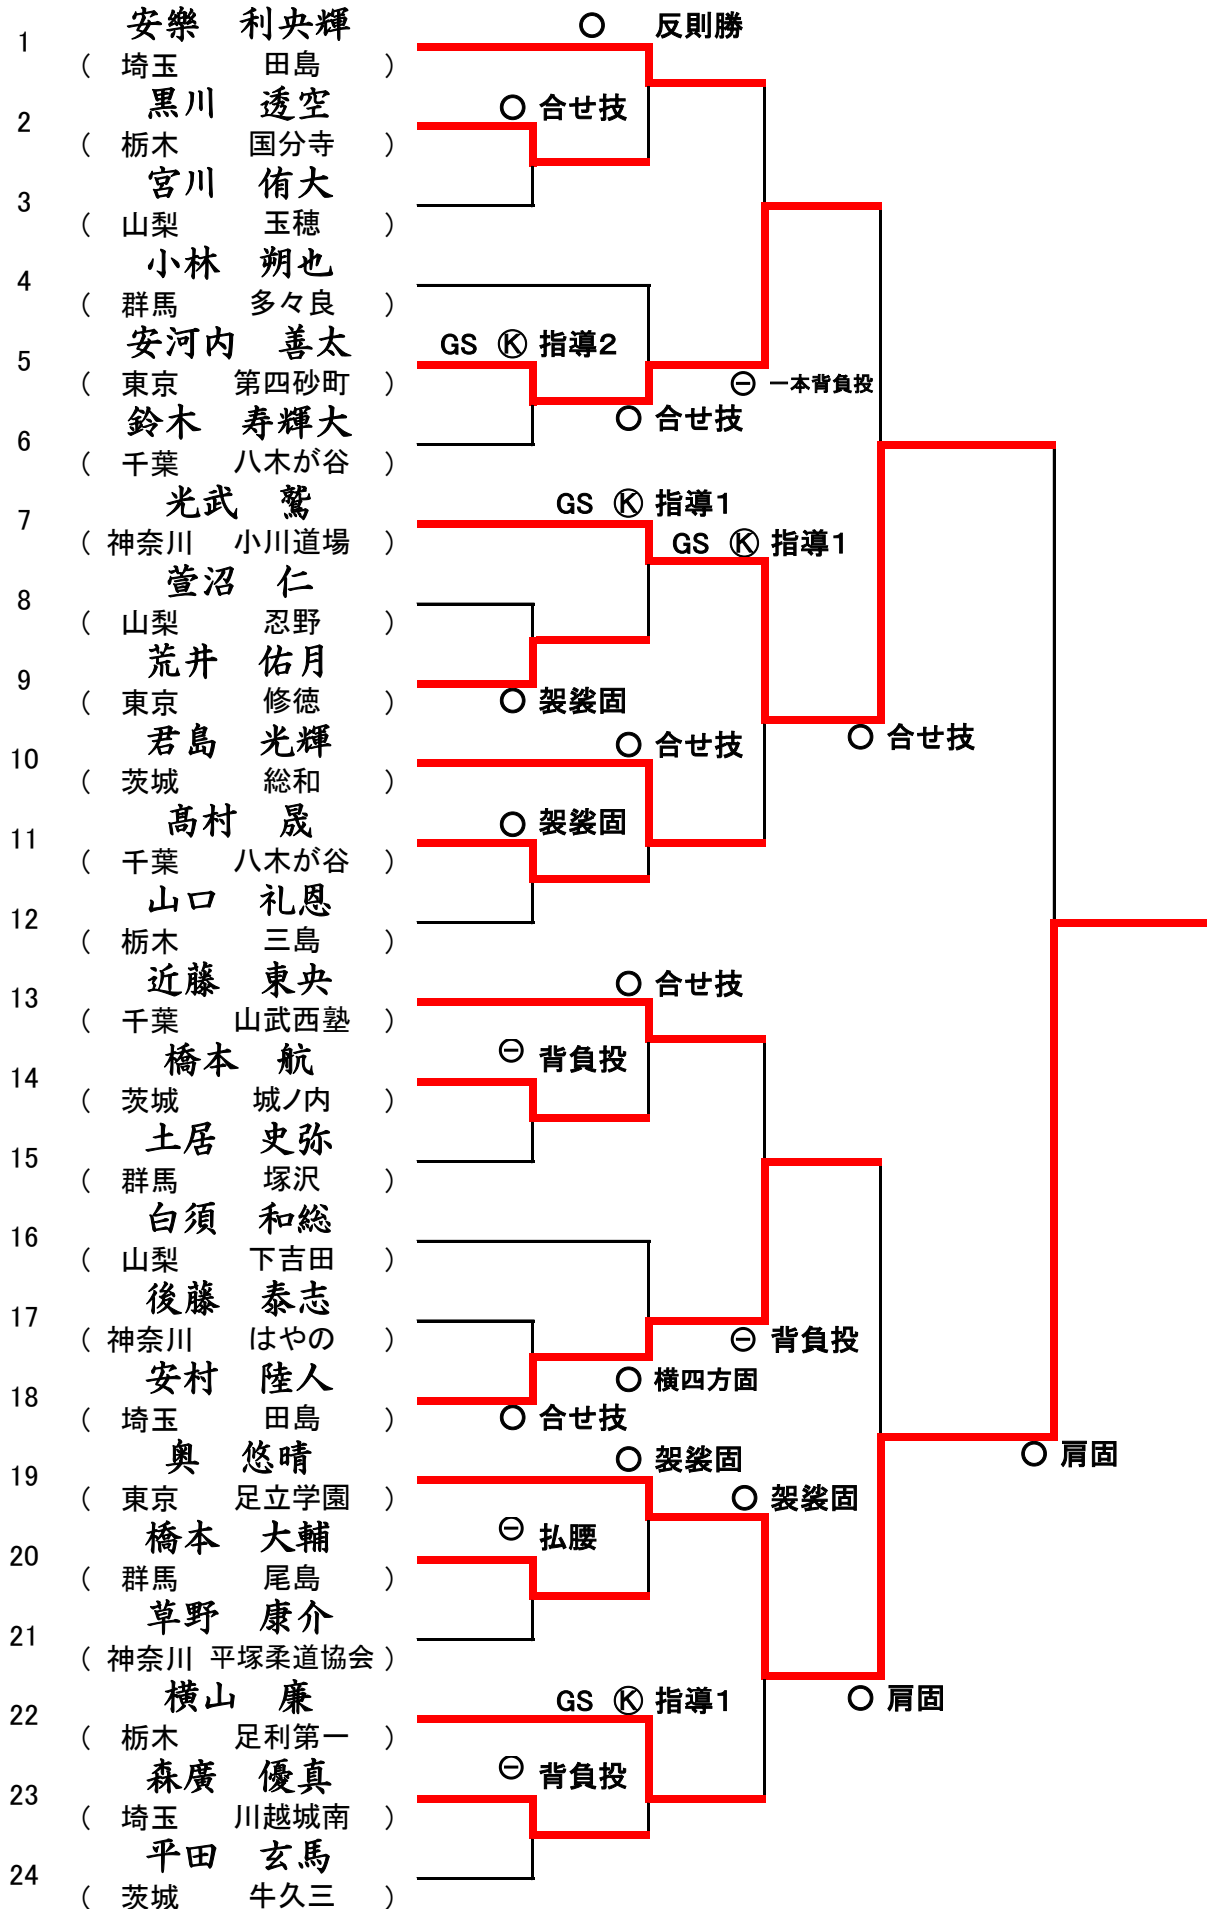 安樂 利央輝 ○ 反則勝
1
( 埼玉 田島 )
黒川 透空 ○ 合せ技
2
( 栃木 国分寺 )
宮川 侑大
3
( 山梨 玉穂 )
小林 朔也
4
( 群馬 多々良 )
安河内 善太 GS Ⓚ 指導2
5
( 東京 第四砂町 ) ⊖ 一本背負投
鈴木 寿輝大 ○ 合せ技
6
( 千葉 八木が谷 )
光武 鷲 GS Ⓚ 指導1
7
( 神奈川 小川道場 ) GS Ⓚ 指導1
萱沼 仁
8
( 山梨 忍野 )
荒井 佑月
9
( 東京 修徳 ) ○ 袈裟固
君島 光輝 ○ 合せ技 ○ 合せ技
10
( 茨城 総和 )
髙村 晟 ○ 袈裟固
11
( 千葉 八木が谷 )
山口 礼恩
12
( 栃木 三島 )
近藤 東央 ○ 合せ技
13
( 千葉 山武西塾 )
橋本 航 ⊖ 背負投
14
( 茨城 城ノ内 )
土居 史弥
15
( 群馬 塚沢 )
白須 和総
16
( 山梨 下吉田 )
後藤 泰志
17
( 神奈川 はやの ) ⊖ 背負投
安村 陸人 ○ 横四方固
18
( 埼玉 田島 ) ○ 合せ技
奥 悠晴 ○ 袈裟固 ○ 肩固
19
( 東京 足立学園 ) ○ 袈裟固
橋本 大輔 ⊖ 払腰
20
( 群馬 尾島 )
草野 康介
21
( 神奈川 平塚柔道協会 )
横山 廉 GS Ⓚ 指導1 ○ 肩固
22
( 栃木 足利第一 )
森廣 優真 ⊖ 背負投
23
( 埼玉 川越城南 )
平田 玄馬
24
( 茨城 牛久三 )